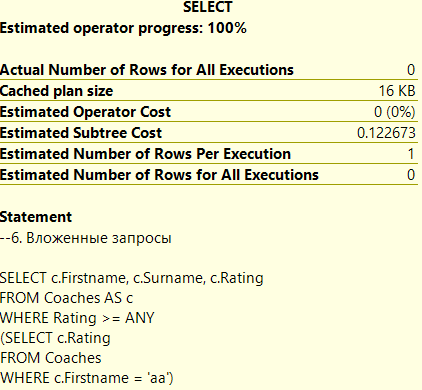 SELECT
Estimated operator progress: 100%
Actual Number of Rows for All Executions 0
Cached plan size 16 KB
Estimated Operator Cost 0 (0%)
Estimated Subtree Cost 0.122673
Estimated Number of Rows Per Execution 1
Estimated Number of Rows for All Executions 0
Statement
--6. Вложенные запросы
SELECT c.Firstname, c.Surname, c.Rating
FROM Coaches AS c
WHERE Rating >= ANY
(SELECT c.Rating
FROM Coaches
WHERE c.Firstname = 'aa')